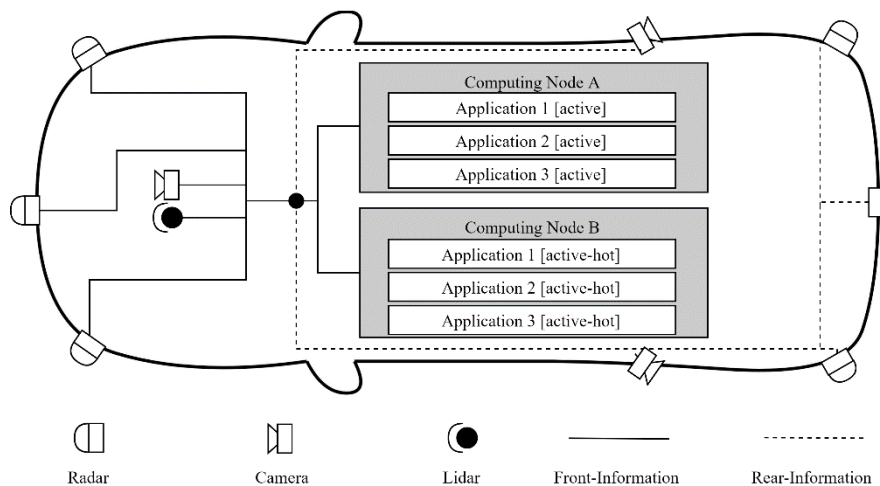 Computing Node A
Application 1 [active]
Application 2 [active]
Application 3 [active]
Computing Node B
Application 1 [active-hot]
Application 2 [active-hot]
Application 3 [active-hot]
Radar
Camera
Lidar
Front-Information
Rear-Information